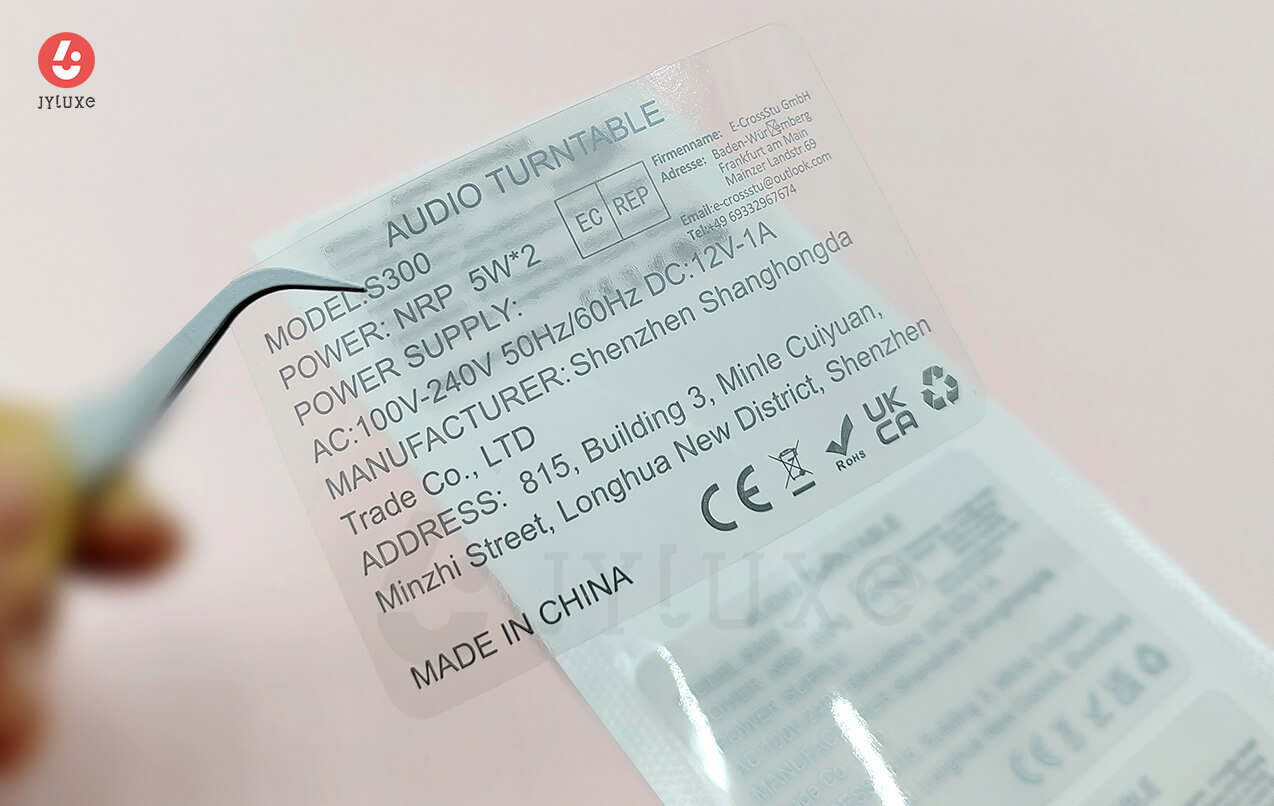 JYLUXE
AUDIO TURNTABLE
MODEL:S300
POWER: NRP 5W*2
POWER SUPPLY:
AC:100V-240V 50Hz/60Hz DC:12V-1A
MANUFACTURER:Shenzhen Shanghongda
Trade Co., LTD
ADDRESS: 815, Building 3, Minle Cuiyuan,
Minzhi Street, Longhua New District, Shenzhen
EC REP
Firmenname: E-CrossStu GmbH
Adresse: Baden-Württemberg
Frankfurt am Main
Mainzer Landstr.69
Email:e-crossstu@outlook.com
Tel:+49 69332967674
CE
RoHS
UK
CA
MADE IN CHINA
JYLUXE